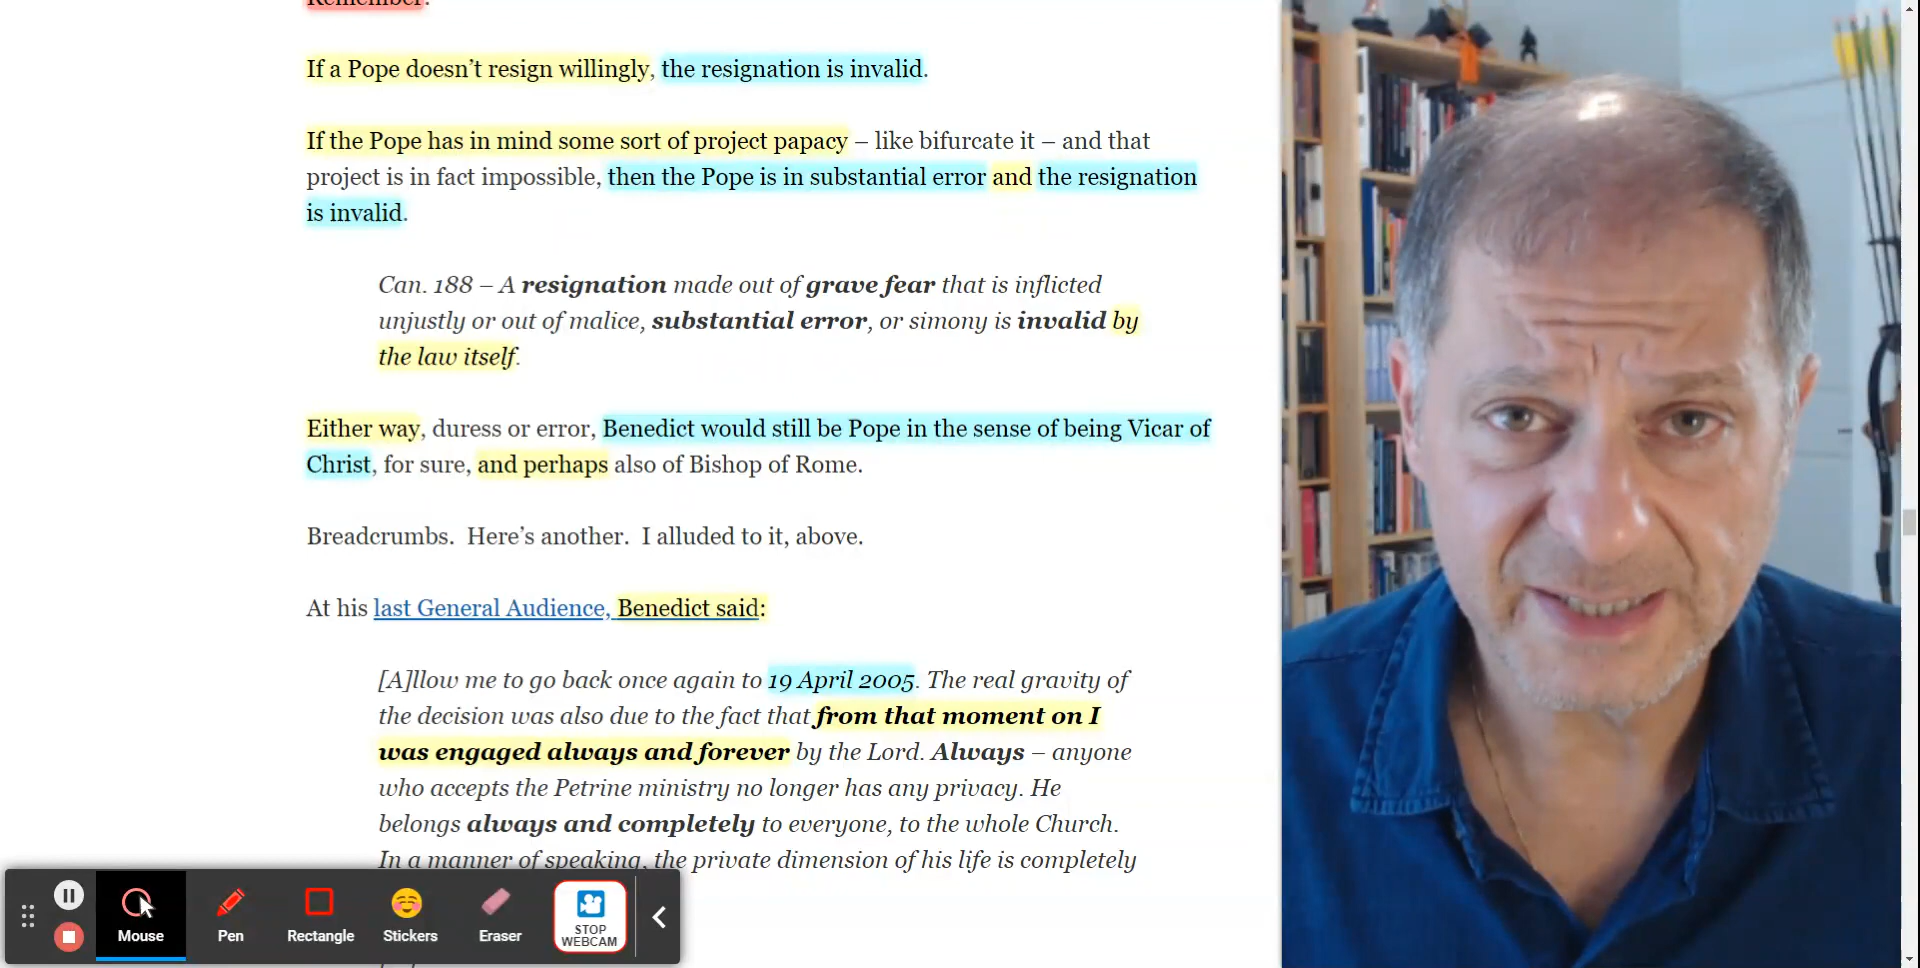 Remember.
If a Pope doesn’t resign willingly, the resignation is invalid.
If the Pope has in mind some sort of project papacy – like bifurcate it – and that
project is in fact impossible, then the Pope is in substantial error and the resignation
is invalid.
Can. 188 – A resignation made out of grave fear that is inflicted
unjustly or out of malice, substantial error, or simony is invalid by
the law itself.
Either way, duress or error, Benedict would still be Pope in the sense of being Vicar of
Christ, for sure, and perhaps also of Bishop of Rome.
Breadcrumbs.  Here’s another.  I alluded to it, above.
At his last General Audience, Benedict said:
[A]llow me to go back once again to 19 April 2005. The real gravity of
the decision was also due to the fact that from that moment on I
was engaged always and forever by the Lord. Always – anyone
who accepts the Petrine ministry no longer has any privacy. He
belongs always and completely to everyone, to the whole Church.
In a manner of speaking, the private dimension of his life is completely
Mouse
Pen
Rectangle
Stickers
Eraser
STOP
WEBCAM